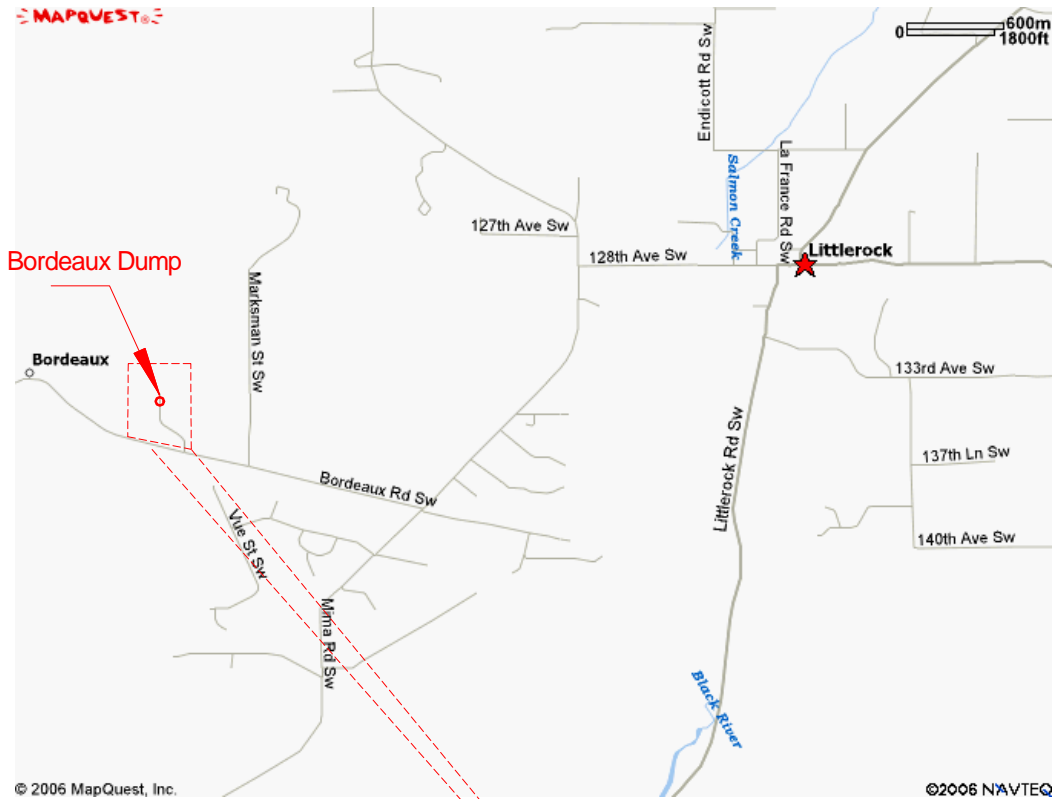 MAPQUEST®
600m
0
1800ft
Endicott Rd Sw
La France Rd Sw
Salmon Creek
127th Ave Sw
128th Ave Sw
Littlerock
Bordeaux Dump
Marksman St Sw
Bordeaux
133rd Ave Sw
Littlerock Rd Sw
137th Ln Sw
Bordeaux Rd Sw
Vue St Sw
140th Ave Sw
Mima Rd Sw
Black River
© 2006 MapQuest, Inc.
©2006 NAVTEQ